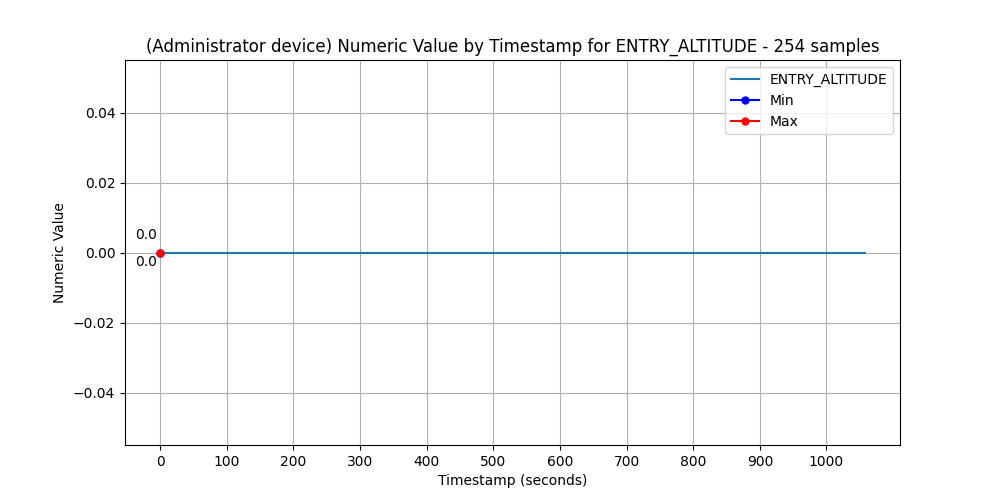 (Administrator device) Numeric Value by Timestamp for ENTRY_ALTITUDE - 254 samples
ENTRY_ALTITUDE
Min
Max
0.04
0.02
0.00
−0.02
−0.04
Numeric Value
0.0
0.0
0 100 200 300 400 500 600 700 800 900 1000
Timestamp (seconds)